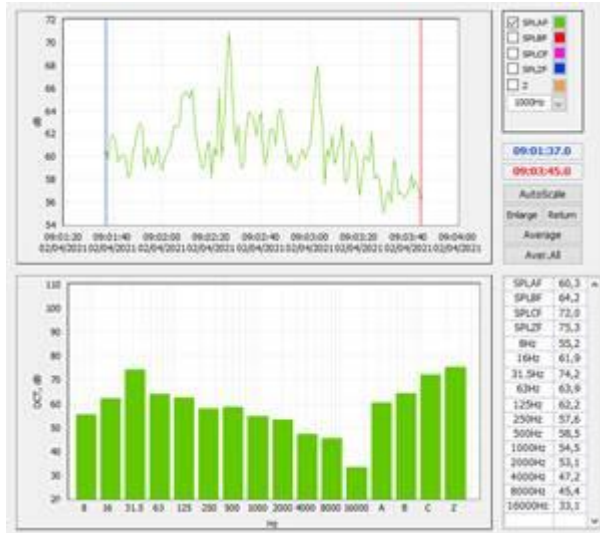 72
70
68
66
64
62
60
58
56
54
dB
09:01:20 09:01:40 09:02:00 09:02:20 09:02:40 09:03:00 09:03:20 09:03:40 09:04:00
02/04/2021 02/04/2021 02/04/2021 02/04/2021 02/04/2021 02/04/2021 02/04/2021 02/04/2021 02/04/2021
SPLAF
SPLBF
SPLCF
SPLZF
1000Hz
09:01:37.0
09:03:45.0
AutoScale
Enlarge Return
Average
Aver.All
110
100
90
80
70
60
50
40
30
20
OCT, dB
8 16 31.5 63 125 250 500 1000 2000 4000 8000 16000 A B C Z
Hz
SPLAF 60,3
SPLBF 64,2
SPLCF 72,0
SPLZF 75,3
8Hz 55,2
16Hz 61,9
31.5Hz 74,2
63Hz 63,9
125Hz 62,2
250Hz 57,6
500Hz 58,5
1000Hz 54,5
2000Hz 53,1
4000Hz 47,2
8000Hz 45,4
16000Hz 33,1